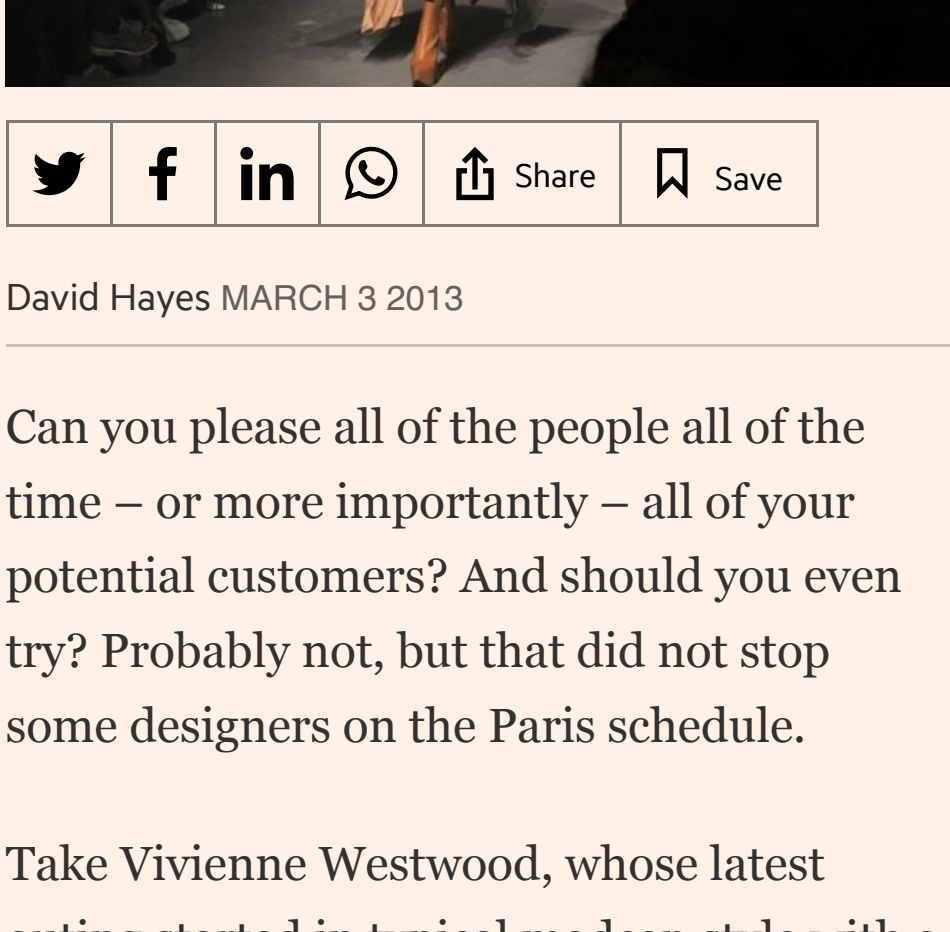 Share
Save
David Hayes MARCH 3 2013
Can you please all of the people all of the
time – or more importantly – all of your
potential customers? And should you even
try? Probably not, but that did not stop
some designers on the Paris schedule.
Take Vivienne Westwood, whose latest